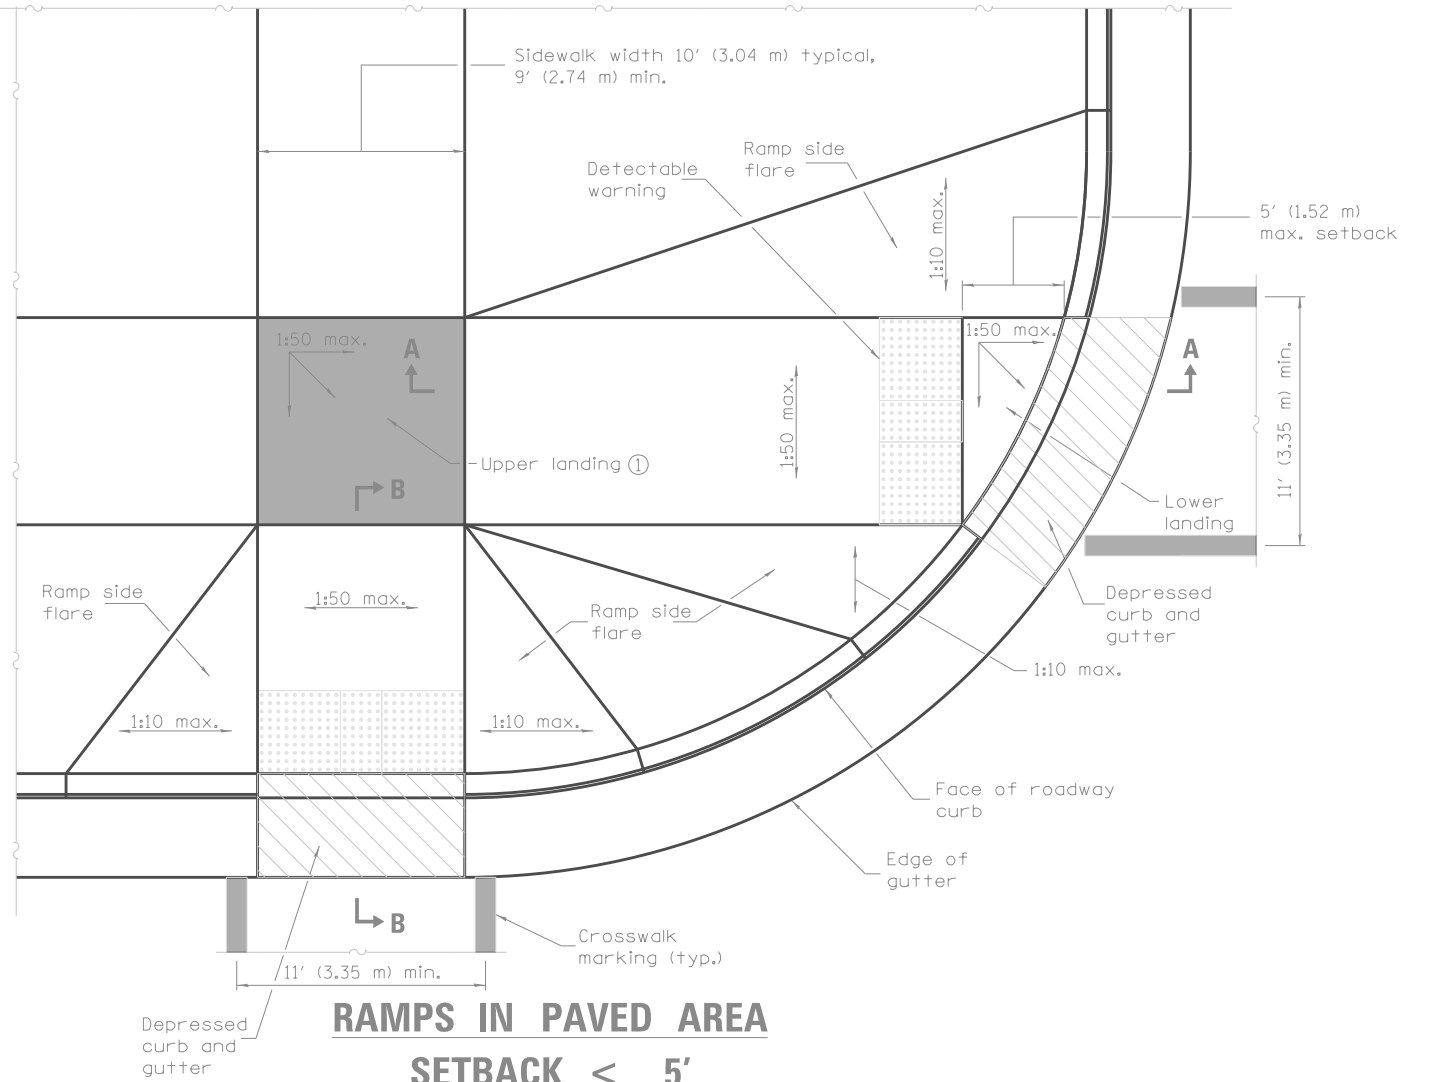 Sidewalk width 10' (3.04 m) typical,
9' (2.74 m) min.
Ramp side
flare
Detectable
warning
1:10 max.
5' (1.52 m)
max. setback
1:50 max.
A
1:50 max.
A
1:50 max.
11' (3.35 m) min.
Upper landing ①
B
Lower
landing
Ramp side
flare
1:50 max.
Ramp side
flare
Depressed
curb and
gutter
1:10 max.
1:10 max.
1:10 max.
Face of roadway
curb
Edge of
gutter
B
Crosswalk
marking (typ.)
11' (3.35 m) min.
Depressed
curb and
gutter
RAMPS IN PAVED AREA
SETBACK < 5'